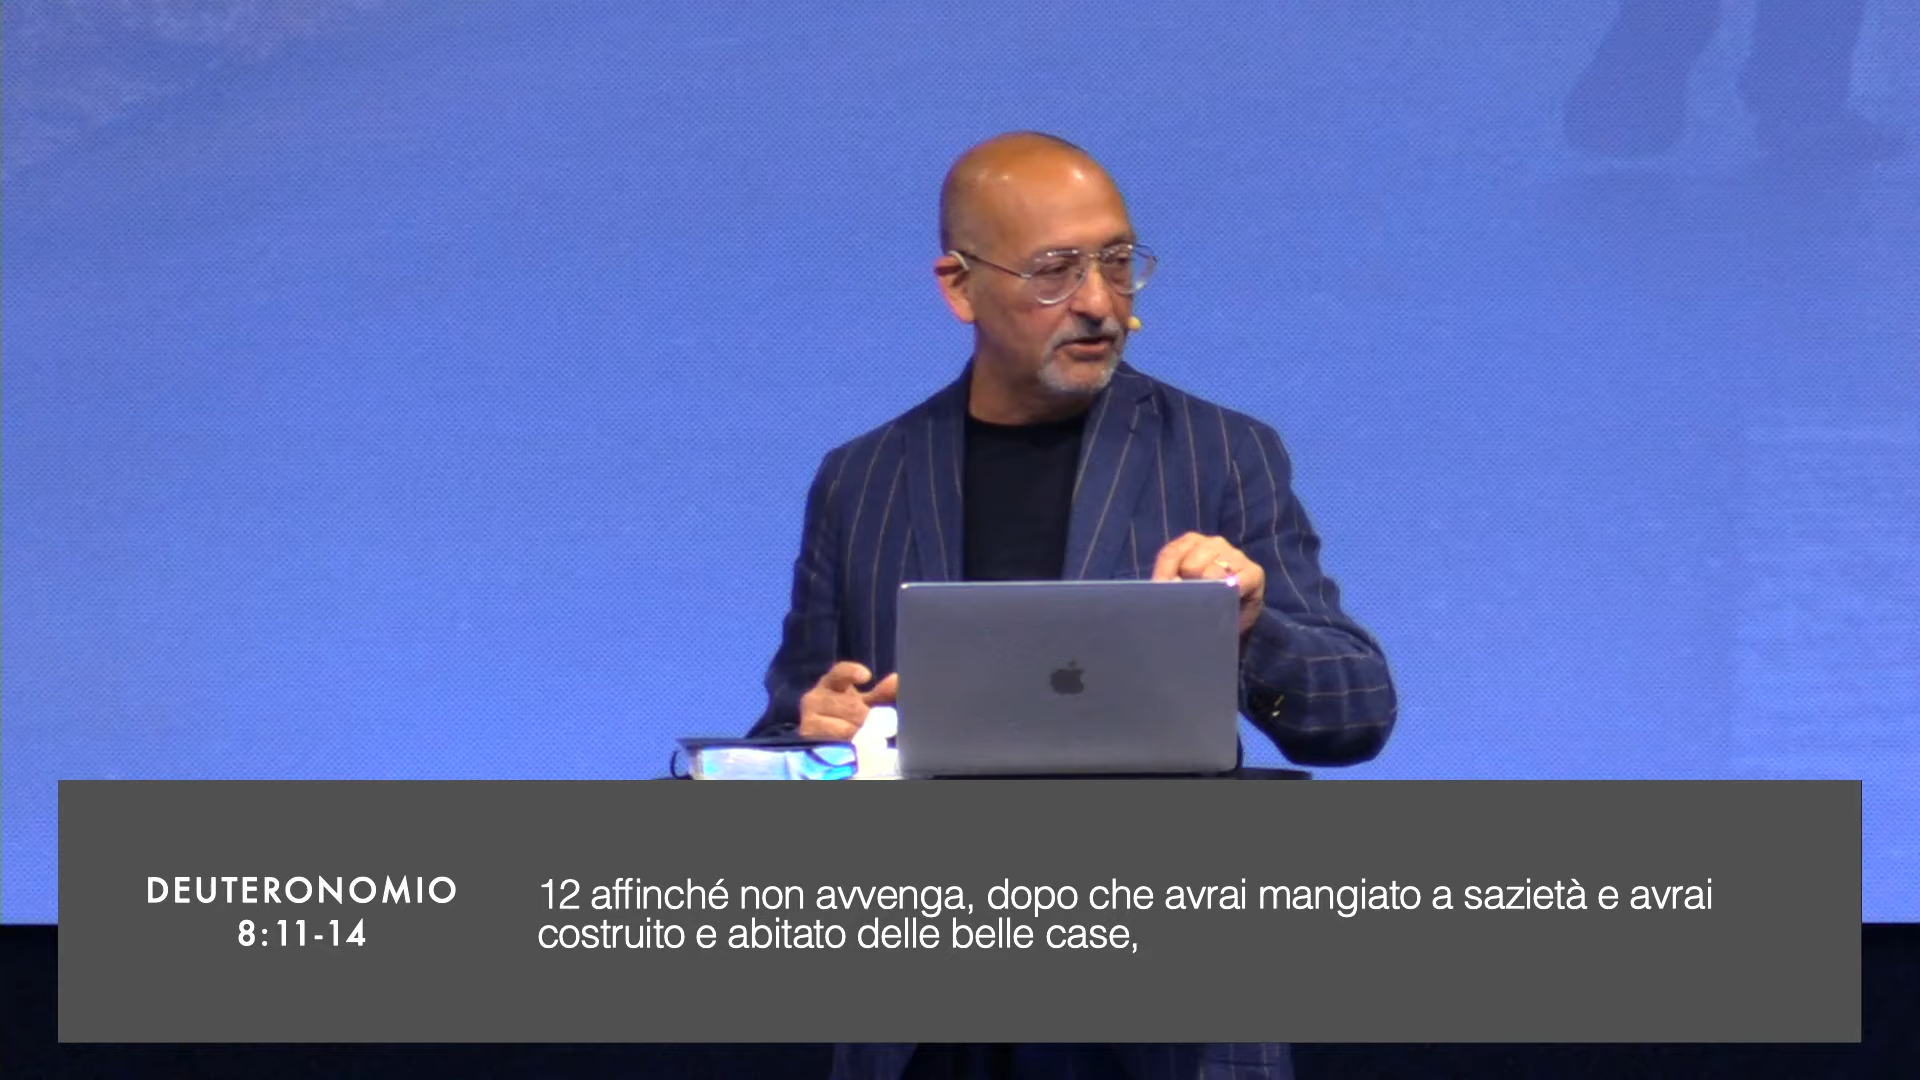 DEUTERONOMIO
8:11-14
12 affinché non avvenga, dopo che avrai mangiato a sazietà e avrai
costruito e abitato delle belle case,